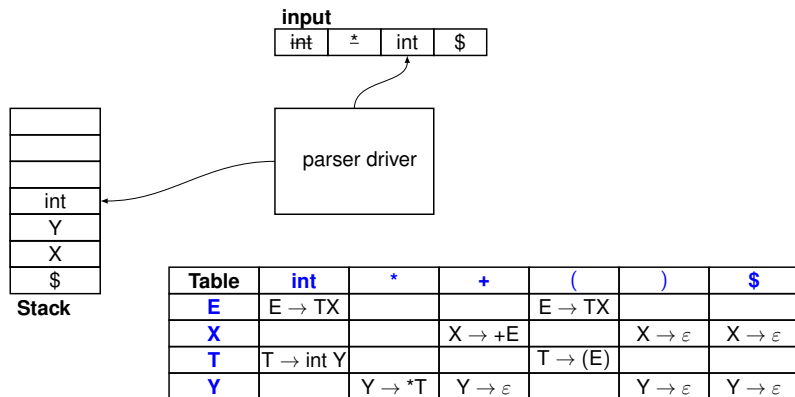 input
int * int $
parser driver
int
Y
X
$
Stack
Table int * + ( ) $
E E → TX E → TX
X X → +E X → ε X → ε
T T → int Y T → (E)
Y Y → *T Y → ε Y → ε Y → ε